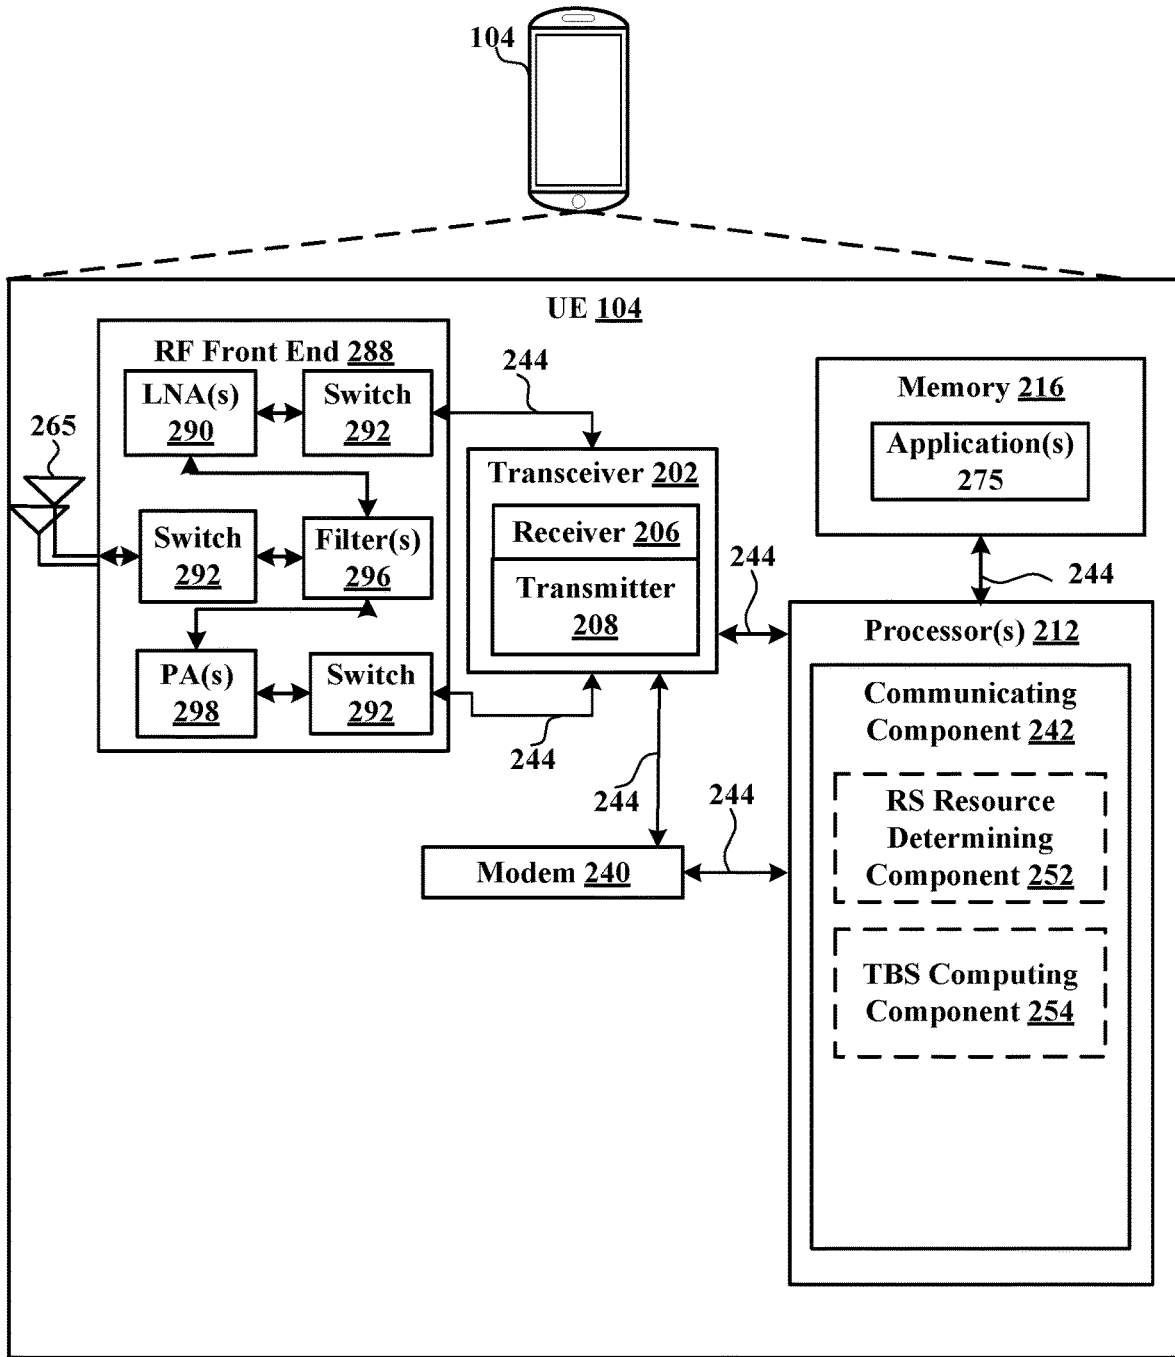 104
UE 104
RF Front End 288
LNA(s)
290
Switch
292
244
265
Switch
292
Filter(s)
296
PA(s)
298
Switch
292
244
Transceiver 202
Receiver 206
Transmitter
208
244
244
Modem 240
244
Memory 216
Application(s)
275
244
Processor(s) 212
Communicating
Component 242
RS Resource
Determining
Component 252
TBS Computing
Component 254